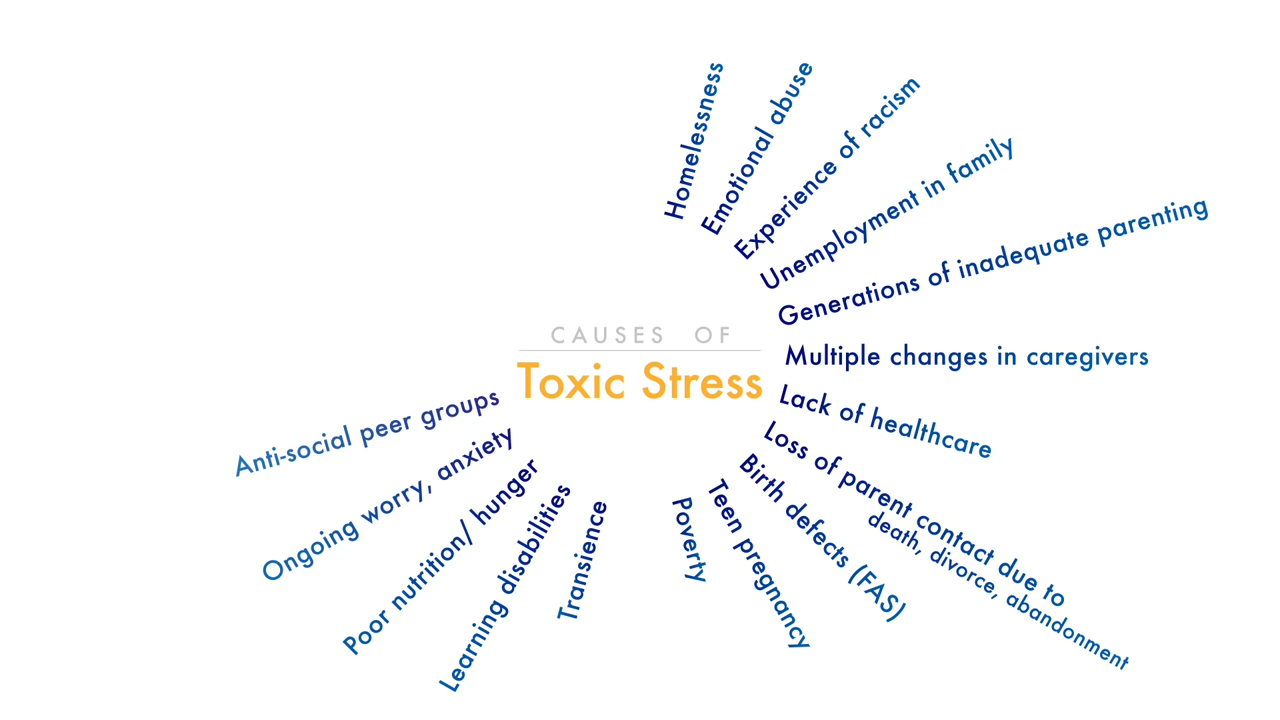 CAUSES OF
Toxic Stress
Homelessness
Emotional abuse
Experience of racism
Unemployment in family
Generations of inadequate parenting
Multiple changes in caregivers
Lack of healthcare
Loss of parent contact due to
death, divorce, abandonment
Birth defects (FAS)
Teen pregnancy
Poverty
Transience
Learning disabilities
Poor nutrition/ hunger
Ongoing worry, anxiety
Anti-social peer groups